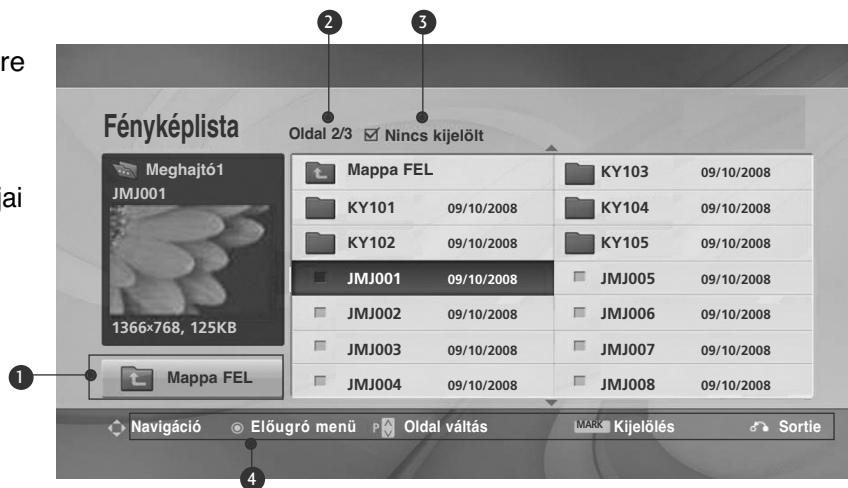 2 3
re
Fényképlista Oldal 2/3 Nincs kijelölt
jai
Meghajtó1
JMJ001
1366×768, 125KB
1 Mappa FEL
Mappa FEL
KY101 09/10/2008
KY102 09/10/2008
JMJ001 09/10/2008
JMJ002 09/10/2008
JMJ003 09/10/2008
JMJ004 09/10/2008
KY103 09/10/2008
KY104 09/10/2008
KY105 09/10/2008
JMJ005 09/10/2008
JMJ006 09/10/2008
JMJ007 09/10/2008
JMJ008 09/10/2008
Navigáció Előugró menü P Oldal váltás MARK Kijelölés Sortie
4